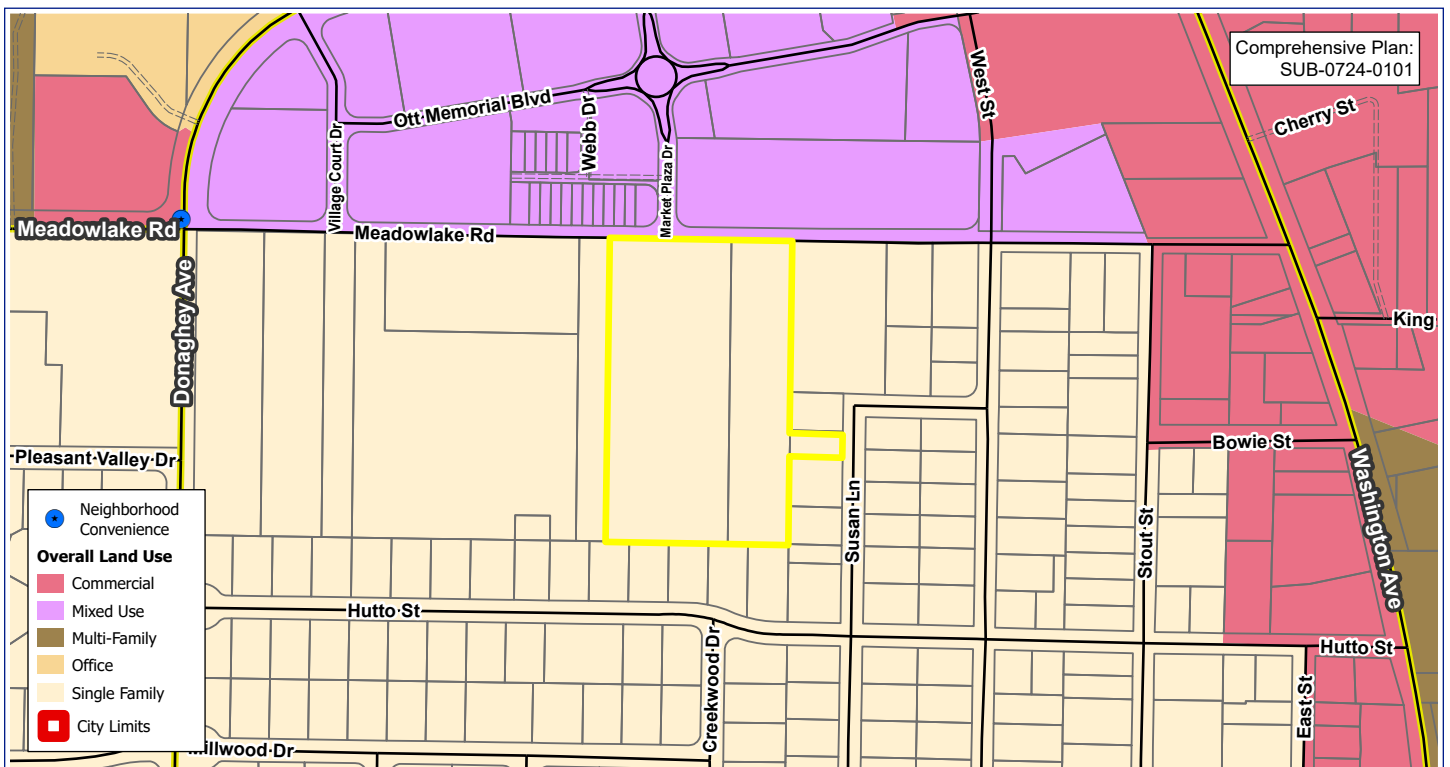 Comprehensive Plan:
SUB-0724-0101
West St
Ott Memorial Blvd
Webb Dr
Cherry St
Village Court Dr
Market Plaza Dr
Meadowlake Rd
Meadowlake Rd
Donaghey Ave
King
Bowie St
Pleasant Valley Dr
Washington Ave
Susan Ln
Stout St
Neighborhood
Convenience
Overall Land Use
Commercial
Mixed Use
Multi-Family
Office
Single Family
City Limits
Hutto St
Hutto St
Creekwood Dr
East St
Millwood Dr